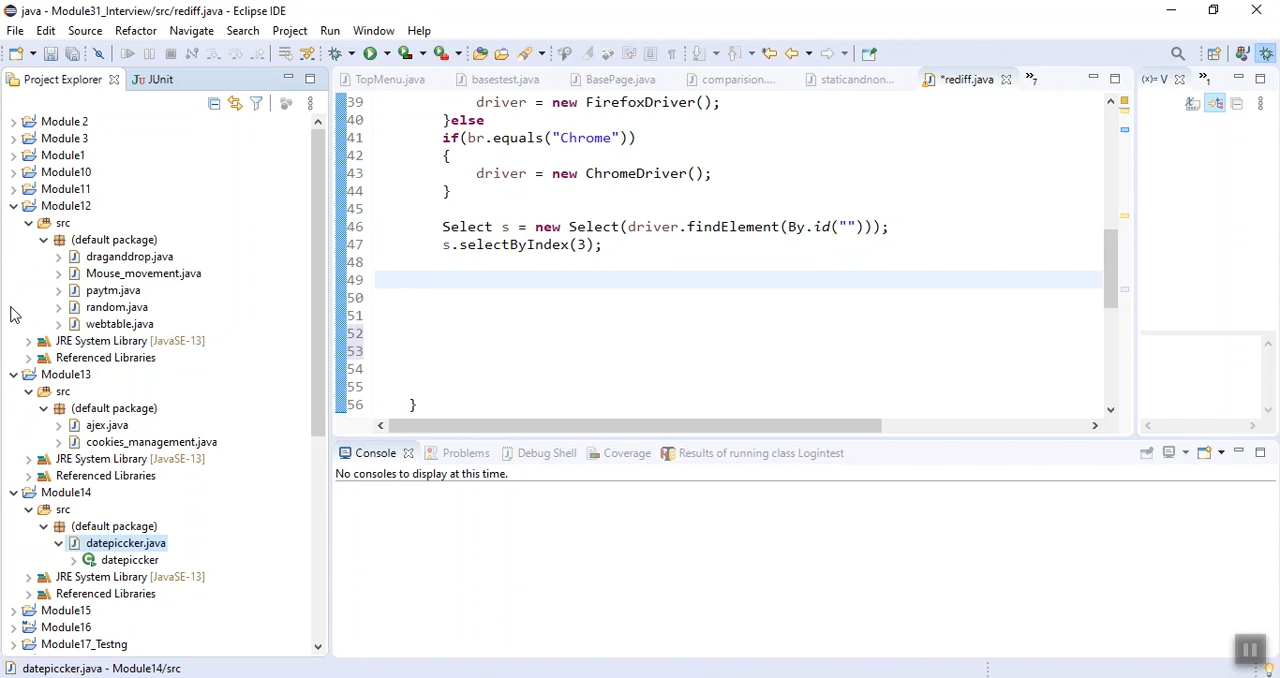 java - Module31_Interview/src/rediff.java - Eclipse IDE
File Edit Source Refactor Navigate Search Project Run Window Help
Project Explorer JUnit
Module 2
Module 3
Module1
Module10
Module11
Module12
src
(default package)
draganddrop.java
Mouse_movement.java
paytm.java
random.java
webtable.java
JRE System Library [JavaSE-13]
Referenced Libraries
Module13
src
(default package)
ajex.java
cookies_management.java
JRE System Library [JavaSE-13]
Referenced Libraries
Module14
src
(default package)
datepiccker.java
datepiccker
JRE System Library [JavaSE-13]
Referenced Libraries
Module15
Module16
Module17_Testng
TopMenu.java basetest.java BasePage.java comparision.... staticandnon... *rediff.java »7
39 driver = new FirefoxDriver();
40 }else
41 if(br.equals("Chrome"))
42 {
43 driver = new ChromeDriver();
44 }
45
46 Select s = new Select(driver.findElement(By.id("")));
47 s.selectByIndex(3);
48
49
50
51
52
53
54
55
56 }
(x)= V »1
Console Problems Debug Shell Coverage Results of running class Logintest
No consoles to display at this time.
datepiccker.java - Module14/src